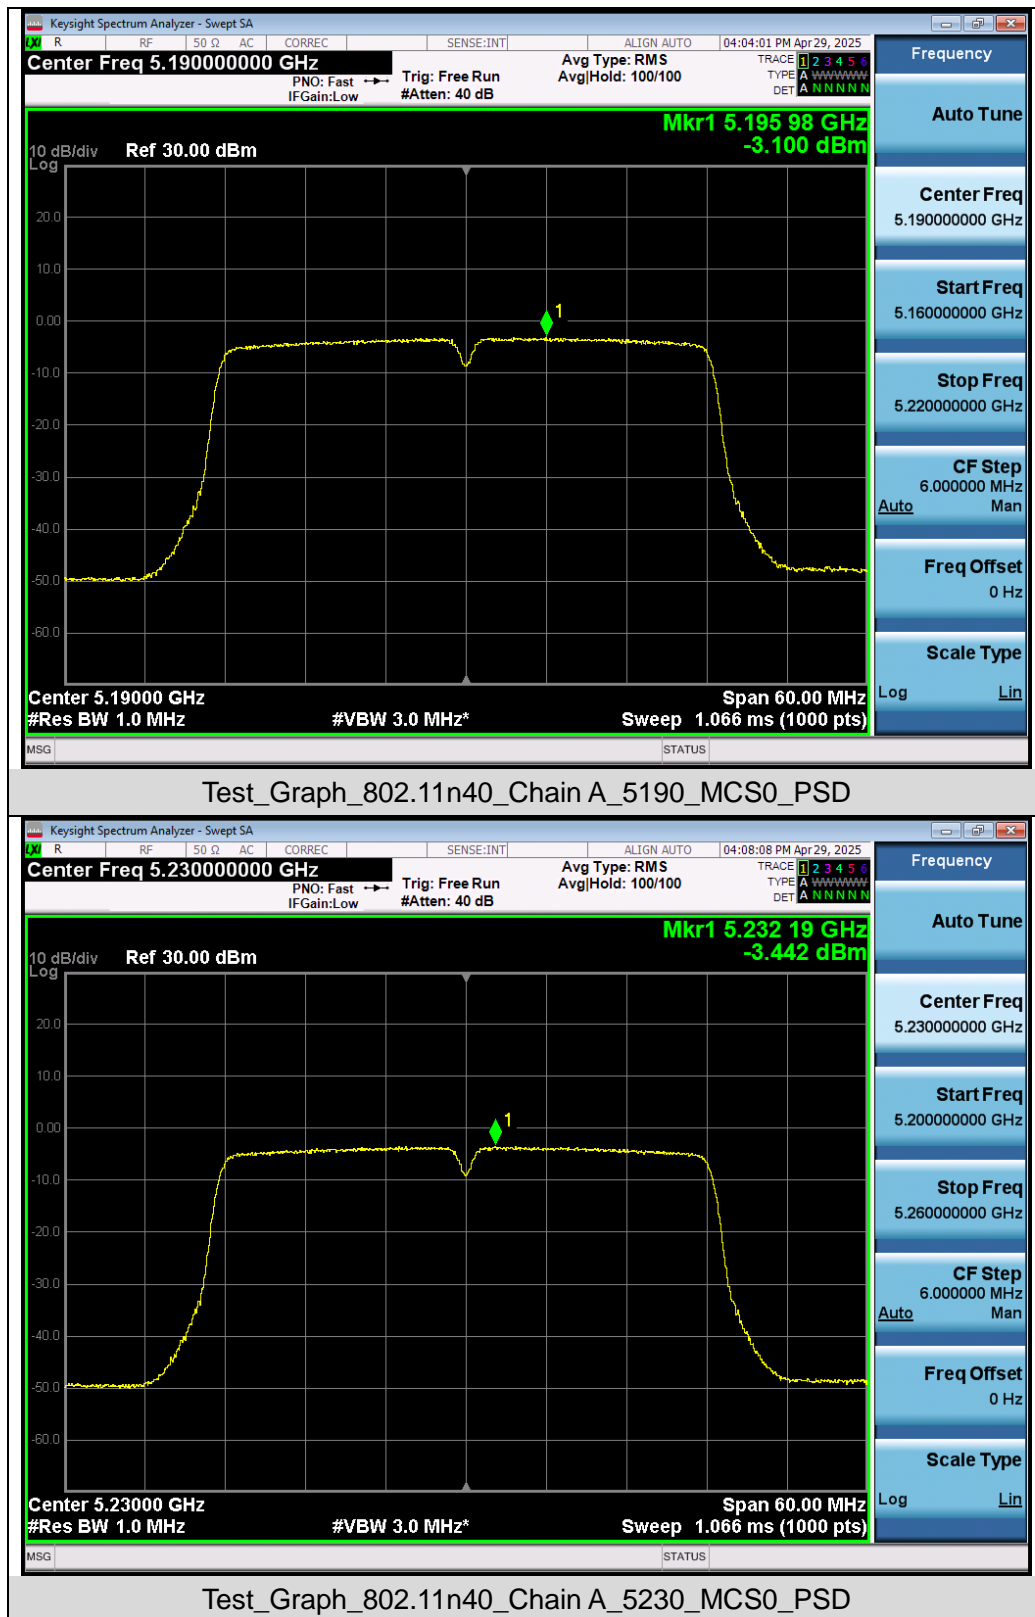 Keysight Spectrum Analyzer - Swept SA
LXI R RF 50 Ω AC CORREC SENSE:INT ALIGN AUTO 04:04:01 PM Apr 29, 2025
Center Freq 5.190000000 GHz
PNO: Fast
IFGain:Low
Trig: Free Run
#Atten: 40 dB
Avg Type: RMS
Avg|Hold: 100/100
TRACE 1 2 3 4 5 6
TYPE A WWWWW
DET A N N N N N
Frequency
Mkr1 5.195 98 GHz
-3.100 dBm
10 dB/div Ref 30.00 dBm
Log
20.0
10.0
0.00
-10.0
-20.0
-30.0
-40.0
-50.0
-60.0
1
Center 5.19000 GHz Span 60.00 MHz
#Res BW 1.0 MHz #VBW 3.0 MHz* Sweep 1.066 ms (1000 pts)
MSG STATUS
Auto Tune
Center Freq
5.190000000 GHz
Start Freq
5.160000000 GHz
Stop Freq
5.220000000 GHz
CF Step
6.000000 MHz
Auto Man
Freq Offset
0 Hz
Scale Type
Log Lin
Test_Graph_802.11n40_Chain A_5190_MCS0_PSD
Keysight Spectrum Analyzer - Swept SA
LXI R RF 50 Ω AC CORREC SENSE:INT ALIGN AUTO 04:08:08 PM Apr 29, 2025
Center Freq 5.230000000 GHz
PNO: Fast
IFGain:Low
Trig: Free Run
#Atten: 40 dB
Avg Type: RMS
Avg|Hold: 100/100
TRACE 1 2 3 4 5 6
TYPE A WWWWW
DET A N N N N N
Frequency
Mkr1 5.232 19 GHz
-3.442 dBm
10 dB/div Ref 30.00 dBm
Log
20.0
10.0
0.00
-10.0
-20.0
-30.0
-40.0
-50.0
-60.0
1
Center 5.23000 GHz Span 60.00 MHz
#Res BW 1.0 MHz #VBW 3.0 MHz* Sweep 1.066 ms (1000 pts)
MSG STATUS
Auto Tune
Center Freq
5.230000000 GHz
Start Freq
5.200000000 GHz
Stop Freq
5.260000000 GHz
CF Step
6.000000 MHz
Auto Man
Freq Offset
0 Hz
Scale Type
Log Lin
Test_Graph_802.11n40_Chain A_5230_MCS0_PSD